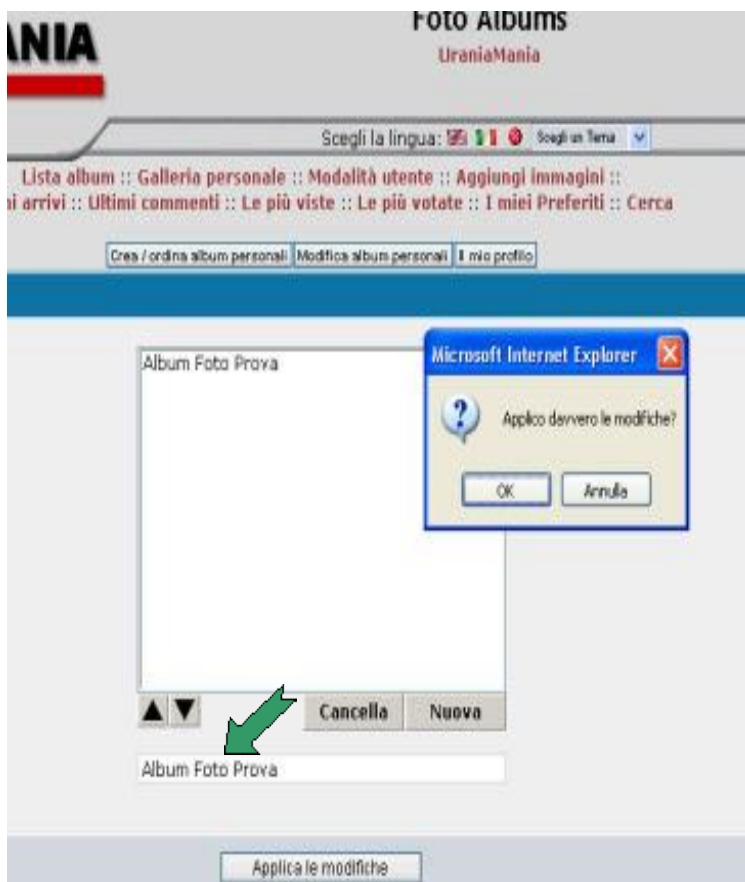 ANIA
Foto Albums
UraniaMania
Scegli la lingua: Scegli un Tema
Lista album :: Galleria personale :: Modalità utente :: Aggiungi immagini ::
i arrivi :: Ultimi commenti :: Le più viste :: Le più votate :: I miei Preferiti :: Cerca
Crea / ordina album personali Modifica album personali Il mio profilo
Album Foto Prova
Microsoft Internet Explorer
Applico davvero le modifiche?
OK Annulla
Cancella Nuova
Album Foto Prova
Applica le modifiche